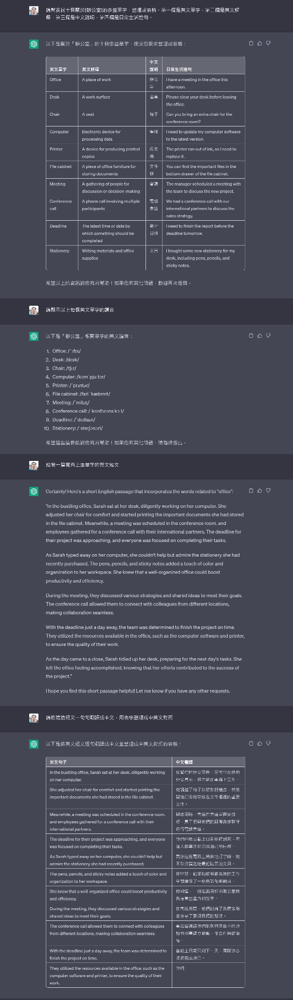 請幫我找十個關於[辦公室]的多益單字，整理成表格。第一欄是英文單字，第二欄是英文解
釋，第三欄是中文說明，第四欄是日常生活造句。
以下是關於「辦公室」的十個多益單字，按照您要求整理成表格：
英文單字 英文解釋 中文說明 日常生活造句
Office A place of work 辦公室 I have a meeting in the office this afternoon.
Desk A work surface 書桌 Please clear your desk before leaving the office.
Chair A seat 椅子 Can you bring an extra chair for the conference room?
Computer Electronic device for processing data 電腦 I need to update my computer software to the latest version.
Printer A device for producing printed copies 印表機 The printer ran out of ink, so I need to replace it.
File cabinet A piece of office furniture for storing documents 文件櫃 You can find the important files in the bottom drawer of the file cabinet.
Meeting A gathering of people for discussion or decision-making 會議 The manager scheduled a meeting with the team to discuss the new project.
Conference call A phone call involving multiple participants 電話會議 We had a conference call with our international partners to discuss the sales strategy.
Deadline The latest time or date by which something should be completed 截止日期 I need to finish the report before the deadline tomorrow.
Stationery Writing materials and office supplies 文具 I bought some new stationery for my desk, including pens, pencils, and sticky notes.
希望以上的資訊對您有所幫助！如果您有其他問題，歡迎再次提問。
請顯示以上每個英文單字的讀音
以下是「辦公室」相關單字的英文讀音：
1. Office: /ˈɔfɪs/
2. Desk: /dɛsk/
3. Chair: /tʃɛr/
4. Computer: /kəmˈpjuːtər/
5. Printer: /ˈprɪntər/
6. File cabinet: /faɪl ˈkæbɪnɪt/
7. Meeting: /ˈmitɪŋ/
8. Conference call: /ˈkɒnfərəns kɔːl/
9. Deadline: /ˈdɛdlaɪn/
10. Stationery: /ˈsteɪʃənəri/
希望這些讀音能對您有所幫助！如果您有其他問題，請隨時提出。
給我一篇擁有上面單字的英文短文
Certainly! Here's a short English passage that incorporates the words related to "office":
"In the bustling office, Sarah sat at her desk, diligently working on her computer. She
adjusted her chair for comfort and started printing the important documents she had stored
in the file cabinet. Meanwhile, a meeting was scheduled in the conference room, and
employees gathered for a conference call with their international partners. The deadline for
their project was approaching, and everyone was focused on completing their tasks.
As Sarah typed away on her computer, she couldn't help but admire the stationery she had
recently purchased. The pens, pencils, and sticky notes added a touch of color and
organization to her workspace. She knew that a well-organized office could boost
productivity and efficiency.
During the meeting, they discussed various strategies and shared ideas to meet their goals.
The conference call allowed them to connect with colleagues from different locations,
making collaboration seamless.
With the deadline just a day away, the team was determined to finish the project on time.
They utilized the resources available in the office, such as the computer software and printer,
to ensure the quality of their work.
As the day came to a close, Sarah tidied up her desk, preparing for the next day's tasks. She
left the office feeling accomplished, knowing that her efforts contributed to the success of
the project."
I hope you find this short passage helpful! Let me know if you have any other requests.
請將這篇短文一句句翻譯成中文，用表格整理成中英文對照
以下是將英文短文逐句翻譯成中文並整理成中英文對照的表格：
英文句子 中文翻譯
In the bustling office, Sarah sat at her desk, diligently working on her computer. 在繁忙的辦公室裡，莎拉坐在她的辦公桌前，努力地在電腦上工作。
She adjusted her chair for comfort and started printing the important documents she had stored in the file cabinet. 她調整了椅子以增加舒適度，然後開始打印她存放在文件櫃裡的重要文件。
Meanwhile, a meeting was scheduled in the conference room, and employees gathered for a conference call with their international partners. 與此同時，會議在會議室裡安排好，員工們與他們的國際合作夥伴進行電話會議。
The deadline for their project was approaching, and everyone was focused on completing their tasks. 他們的項目截止日期即將到來，每個人都專注於完成自己的任務。
As Sarah typed away on her computer, she couldn't help but admire the stationery she had recently purchased. 當莎拉在電腦上熟練地打字時，她不禁欣賞起她最近購買的文具。
The pens, pencils, and sticky notes added a touch of color and organization to her workspace. 那些筆、鉛筆和便條紙為她的工作空間增添了一絲色彩和組織感。
She knew that a well-organized office could boost productivity and efficiency. 她知道，一個組織良好的辦公室能夠提高生產力和效率。
During the meeting, they discussed various strategies and shared ideas to meet their goals. 在會議期間，他們討論了各種策略並分享了實現目標的想法。
The conference call allowed them to connect with colleagues from different locations, making collaboration seamless. 電話會議讓他們能夠與來自不同地點的同事建立聯繫，使合作無縫銜接。
With the deadline just a day away, the team was determined to finish the project on time. 離截止日期只剩下一天，團隊決心按時完成項目。
They utilized the resources available in the office, such as the computer software and printer, to ensure the quality of their work. 他們